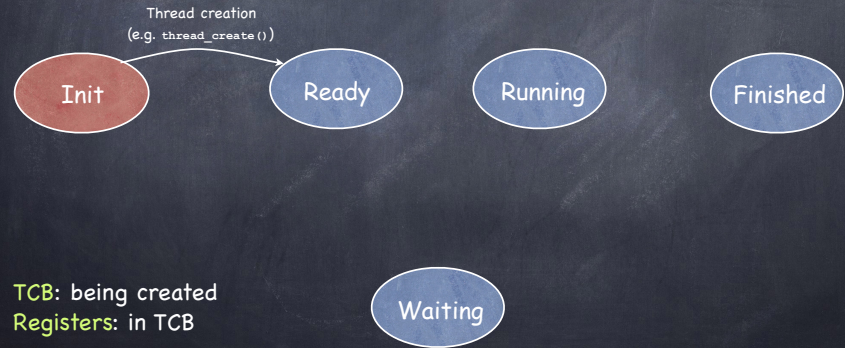 Thread creation
(e.g. thread_create())
Init
Ready
Running
Finished
TCB: being created
Registers: in TCB
Waiting